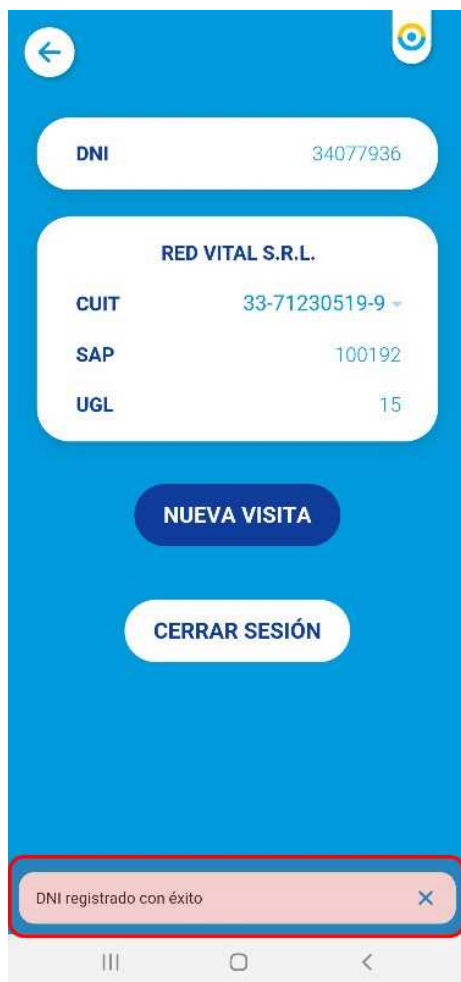 DNI 34077936
RED VITAL S.R.L.
CUIT 33-71230519-9
SAP 100192
UGL 15
NUEVA VISITA
CERRAR SESIÓN
DNI registrado con éxito